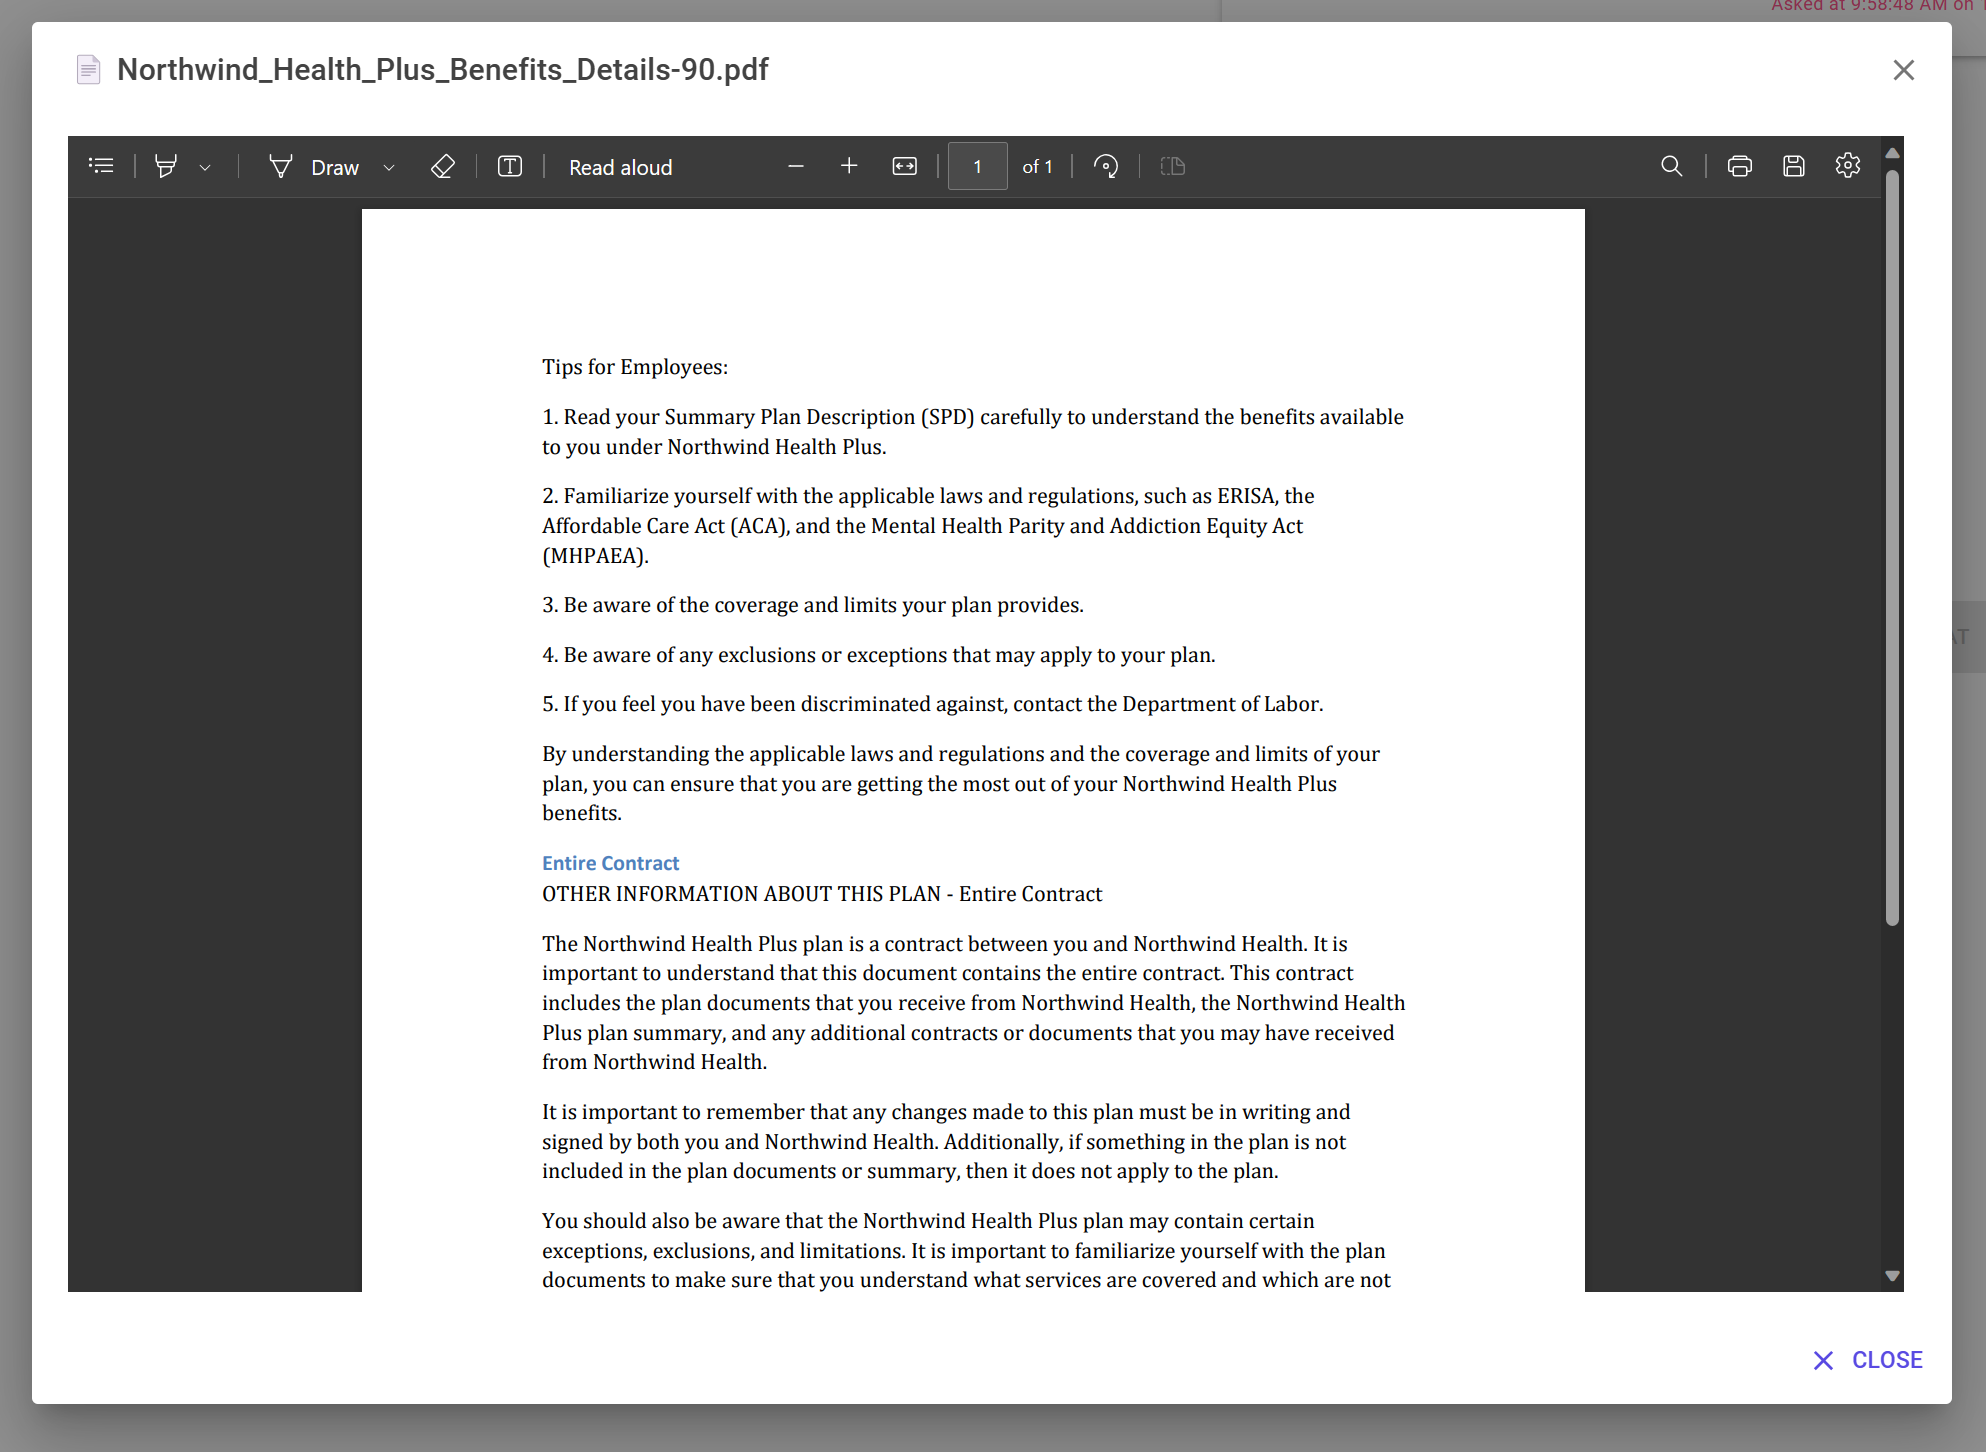 Asked at 9:58:48 AM on
Northwind_Health_Plus_Benefits_Details-90.pdf
Draw
Read aloud
1
of 1
Tips for Employees:
1. Read your Summary Plan Description (SPD) carefully to understand the benefits available
to you under Northwind Health Plus.
2. Familiarize yourself with the applicable laws and regulations, such as ERISA, the
Affordable Care Act (ACA), and the Mental Health Parity and Addiction Equity Act
(MHPAEA).
3. Be aware of the coverage and limits your plan provides.
4. Be aware of any exclusions or exceptions that may apply to your plan.
5. If you feel you have been discriminated against, contact the Department of Labor.
By understanding the applicable laws and regulations and the coverage and limits of your
plan, you can ensure that you are getting the most out of your Northwind Health Plus
benefits.
Entire Contract
OTHER INFORMATION ABOUT THIS PLAN - Entire Contract
The Northwind Health Plus plan is a contract between you and Northwind Health. It is
important to understand that this document contains the entire contract. This contract
includes the plan documents that you receive from Northwind Health, the Northwind Health
Plus plan summary, and any additional contracts or documents that you may have received
from Northwind Health.
It is important to remember that any changes made to this plan must be in writing and
signed by both you and Northwind Health. Additionally, if something in the plan is not
included in the plan documents or summary, then it does not apply to the plan.
You should also be aware that the Northwind Health Plus plan may contain certain
exceptions, exclusions, and limitations. It is important to familiarize yourself with the plan
documents to make sure that you understand what services are covered and which are not
CLOSE